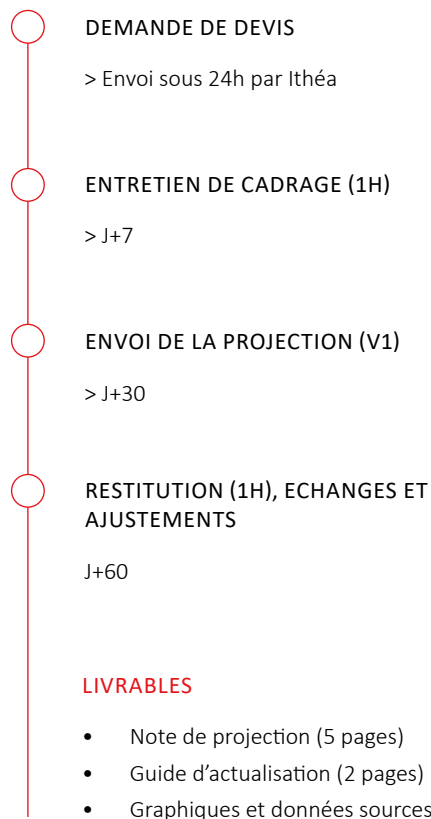 DEMANDE DE DEVIS
> Envoi sous 24h par Ithéa
ENTRETIEN DE CADRAGE (1H)
> J+7
ENVOI DE LA PROJECTION (V1)
> J+30
RESTITUTION (1H), ECHANGES ET
AJUSTEMENTS
J+60
LIVRABLES
• Note de projection (5 pages)
• Guide d'actualisation (2 pages)
• Graphiques et données sources